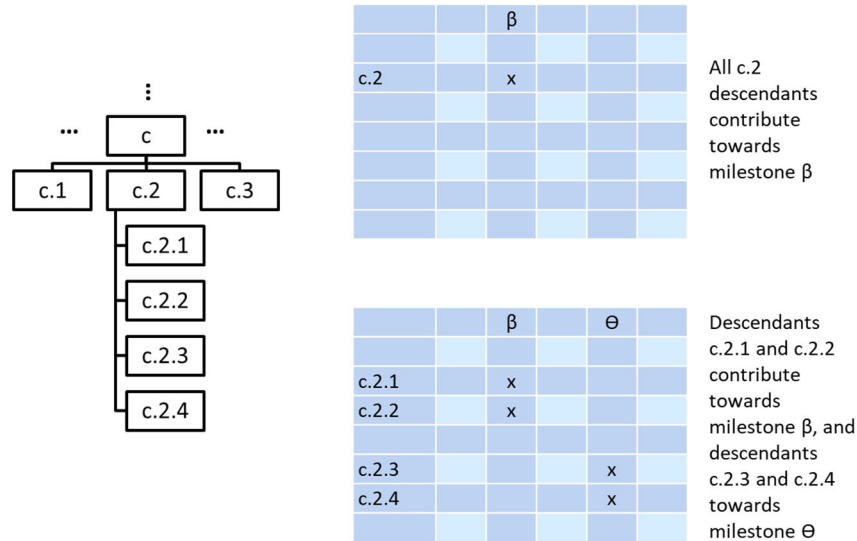 ⋮
... c ...
c.1 c.2 c.3
c.2.1
c.2.2
c.2.3
c.2.4
β
c.2 x
All c.2
descendants
contribute
towards
milestone β
β ϴ
c.2.1 x
c.2.2 x
c.2.3 x
c.2.4 x
Descendants
c.2.1 and c.2.2
contribute
towards
milestone β, and
descendants
c.2.3 and c.2.4
towards
milestone ϴ